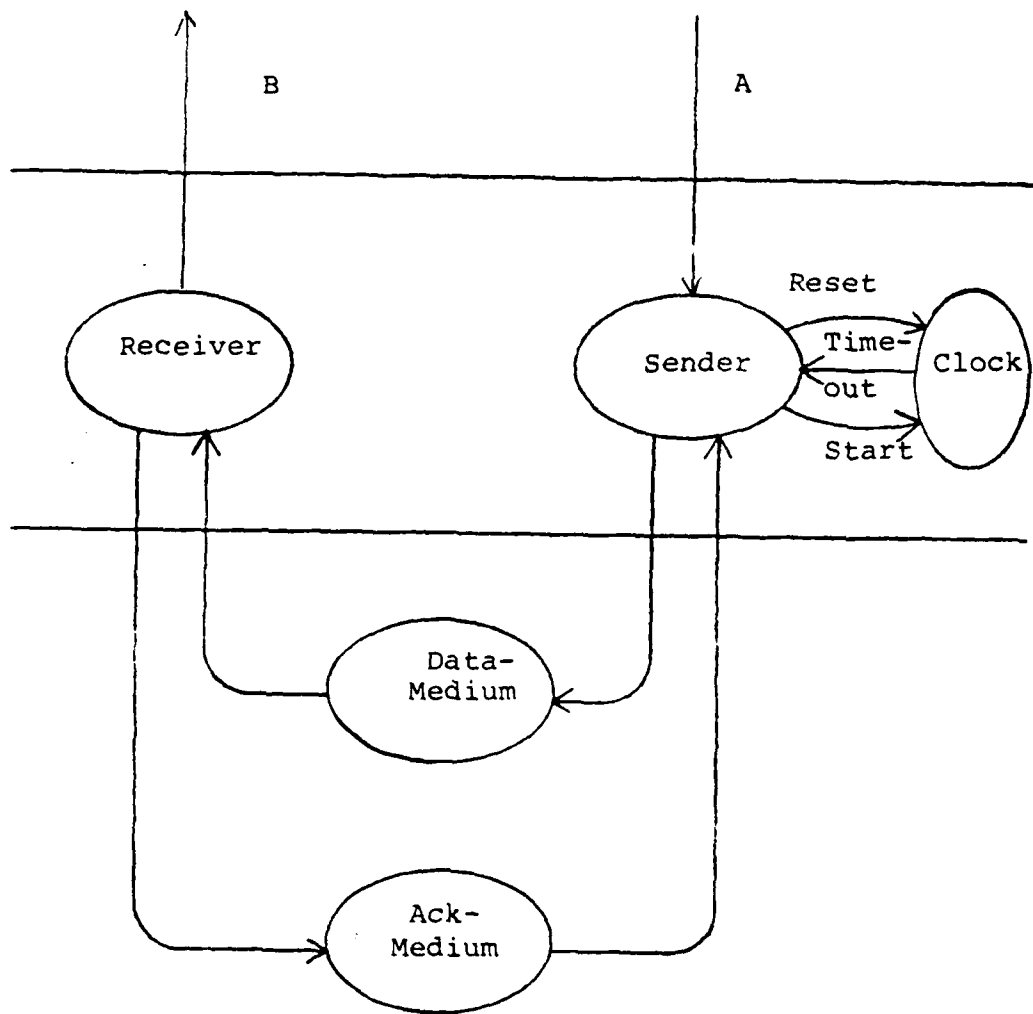 B
A
Reset
Receiver
Sender
Time-
out
Clock
Start
Data-
Medium
Ack-
Medium